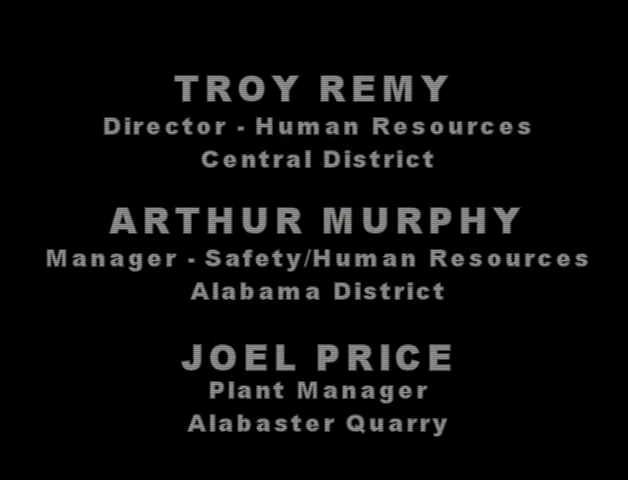 TROY REMY
Director - Human Resources
Central District
ARTHUR MURPHY
Manager - Safety/Human Resources
Alabama District
JOEL PRICE
Plant Manager
Alabaster Quarry